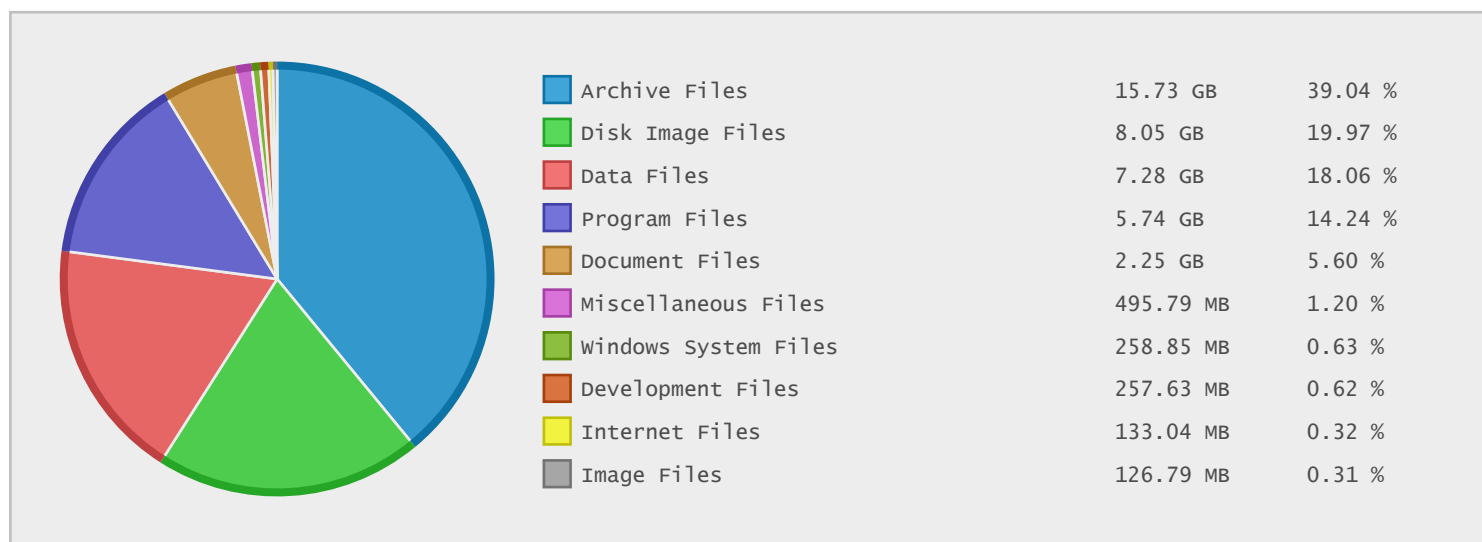 Archive Files 15.73 GB 39.04 %
Disk Image Files 8.05 GB 19.97 %
Data Files 7.28 GB 18.06 %
Program Files 5.74 GB 14.24 %
Document Files 2.25 GB 5.60 %
Miscellaneous Files 495.79 MB 1.20 %
Windows System Files 258.85 MB 0.63 %
Development Files 257.63 MB 0.62 %
Internet Files 133.04 MB 0.32 %
Image Files 126.79 MB 0.31 %